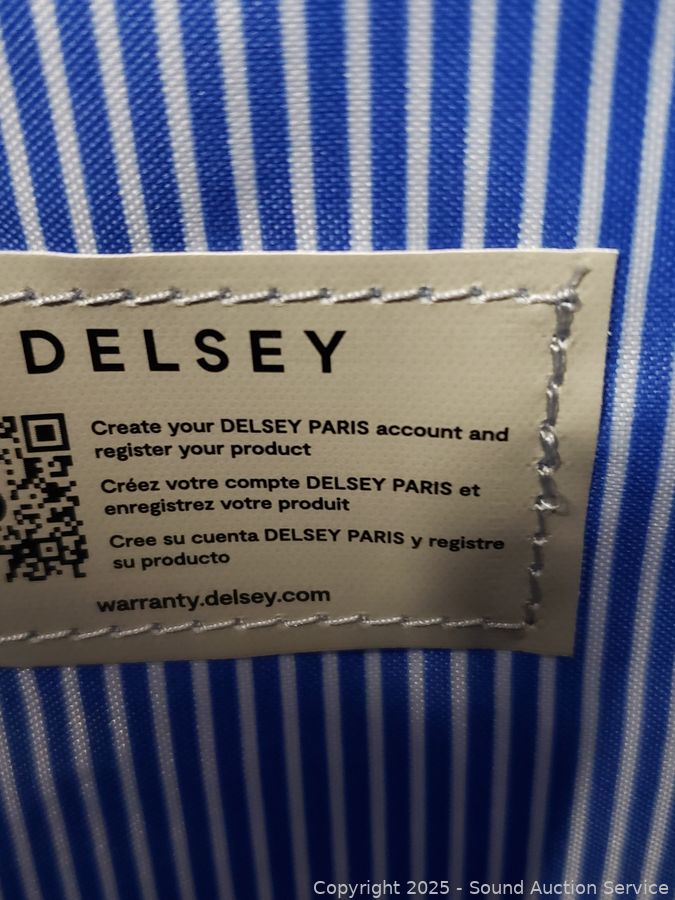 DELSEY
Create your DELSEY PARIS account and
register your product
Créez votre compte DELSEY PARIS et
enregistrez votre produit
Cree su cuenta DELSEY PARIS y registre
su producto
warranty.delsey.com
Copyright 2025 - Sound Auction Service